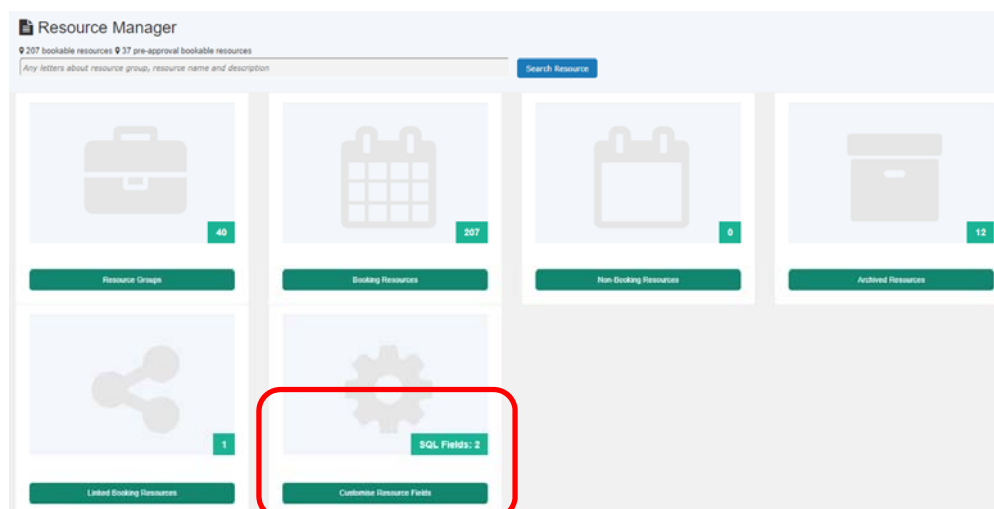 Resource Manager
207 bookable resources 37 pre-approval bookable resources
Any letters about resource group, resource name and description
Search Resource
40
207
0
12
Resource Groups
Booking Resources
Non-Booking Resources
Archived Resources
1
SQL Fields: 2
Linked Booking Resources
Customise Resource Fields